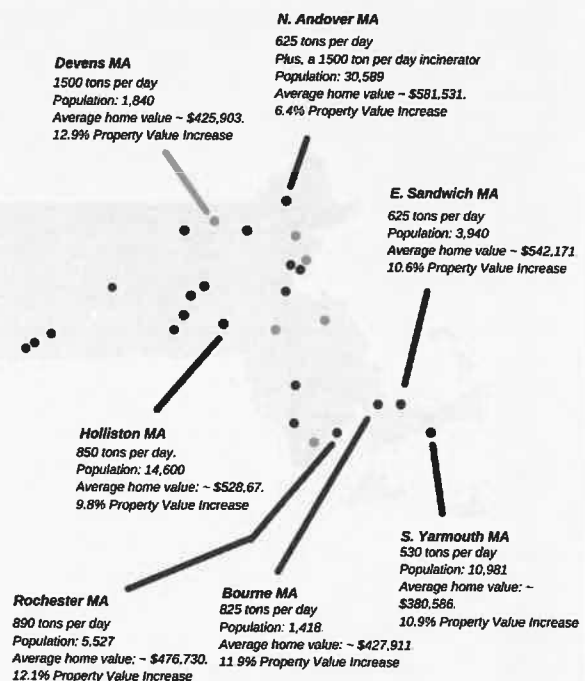 N. Andover MA
625 tons per day
Plus, a 1500 ton per day incinerator
Population: 30,589
Average home value ~ $581,531.
6.4% Property Value Increase
Devens MA
1500 tons per day
Population: 1,840
Average home value ~ $425,903.
12.9% Property Value Increase
E. Sandwich MA
625 tons per day
Population: 3,940
Average home value ~ $542,171
10.6% Property Value Increase
Holliston MA
850 tons per day.
Population: 14,600
Average home value: ~ $528,67.
9.8% Property Value Increase
S. Yarmouth MA
530 tons per day
Population: 10,981
Average home value: ~
$380,586.
10.9% Property Value Increase
Rochester MA
890 tons per day
Population: 5,527
Average home value: ~ $476,730.
12.1% Property Value Increase
Bourne MA
825 tons per day
Population: 1,418
Average home value: ~ $427,911
11 9% Property Value Increase